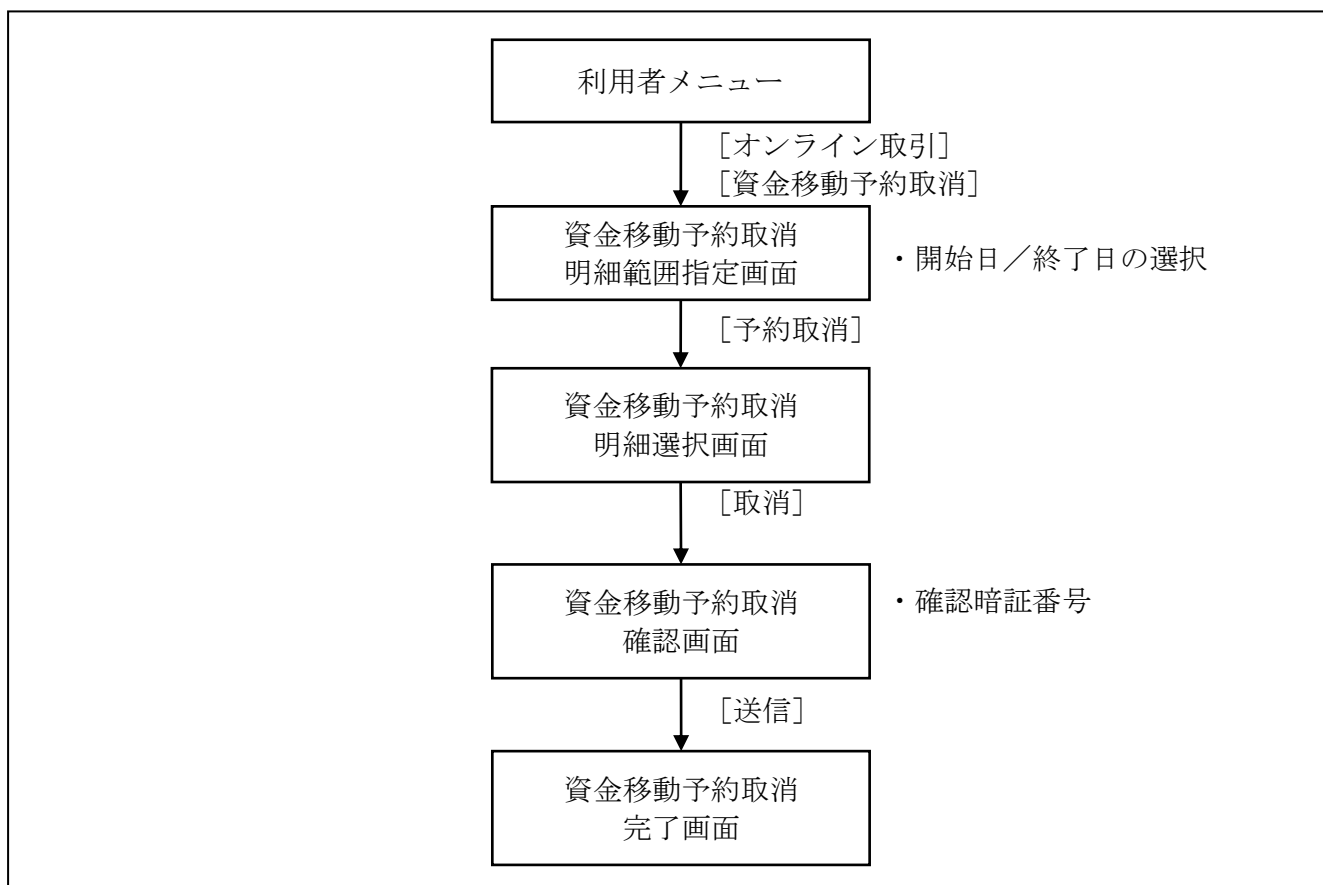 利用者メニュー
［オンライン取引］
［資金移動予約取消］
資金移動予約取消
明細範囲指定画面
・開始日／終了日の選択
［予約取消］
資金移動予約取消
明細選択画面
［取消］
資金移動予約取消
確認画面
・確認暗証番号
［送信］
資金移動予約取消
完了画面